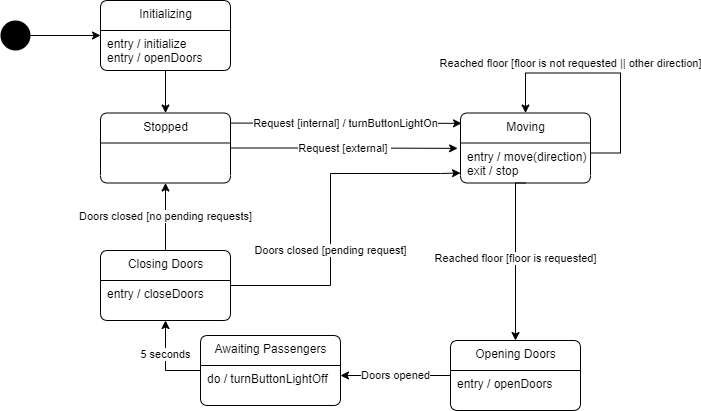 Initializing
entry / initialize
entry / openDoors
Reached floor [floor is not requested || other direction]
Stopped
Request [internal] / turnButtonLightOn
Request [external]
Moving
entry / move(direction)
exit / stop
Doors closed [no pending requests]
Doors closed [pending request]
Reached floor [floor is requested]
Closing Doors
entry / closeDoors
5 seconds
Awaiting Passengers
do / turnButtonLightOff
Doors opened
Opening Doors
entry / openDoors